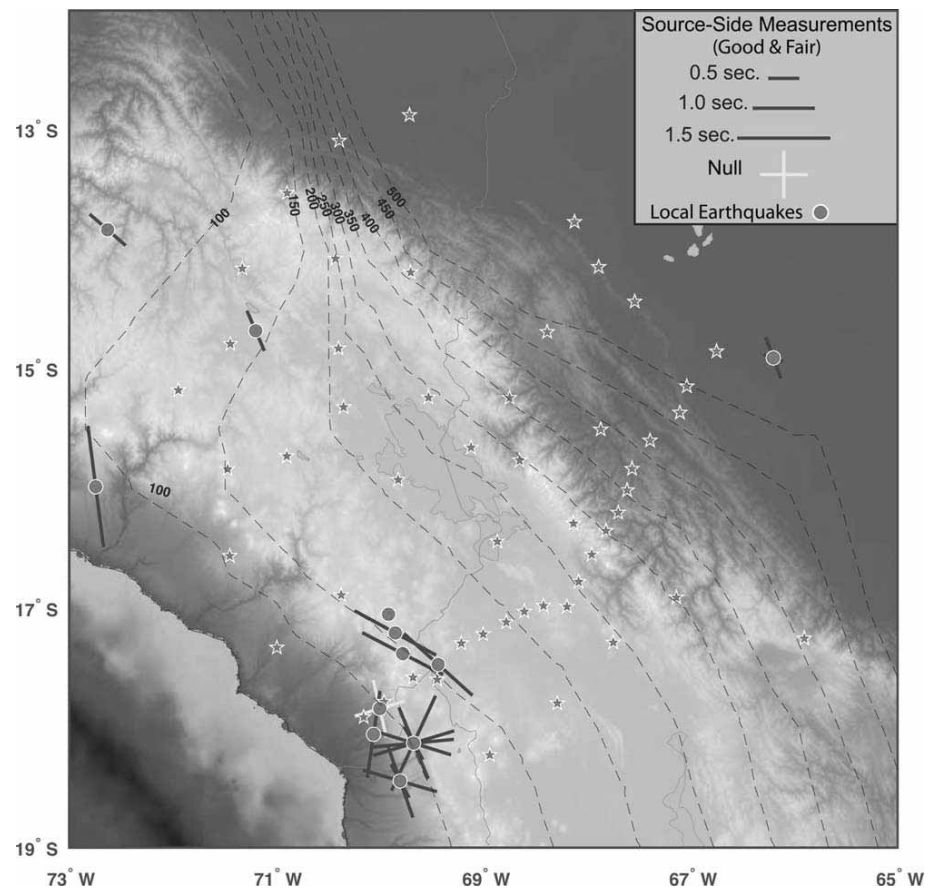 Source-Side Measurements
(Good & Fair)
0.5 sec.
1.0 sec.
1.5 sec.
Null
Local Earthquakes
13° S
15° S
17° S
19° S
100
150
200
250
300
350
400
450
500
100
73° W
71° W
69° W
67° W
65° W